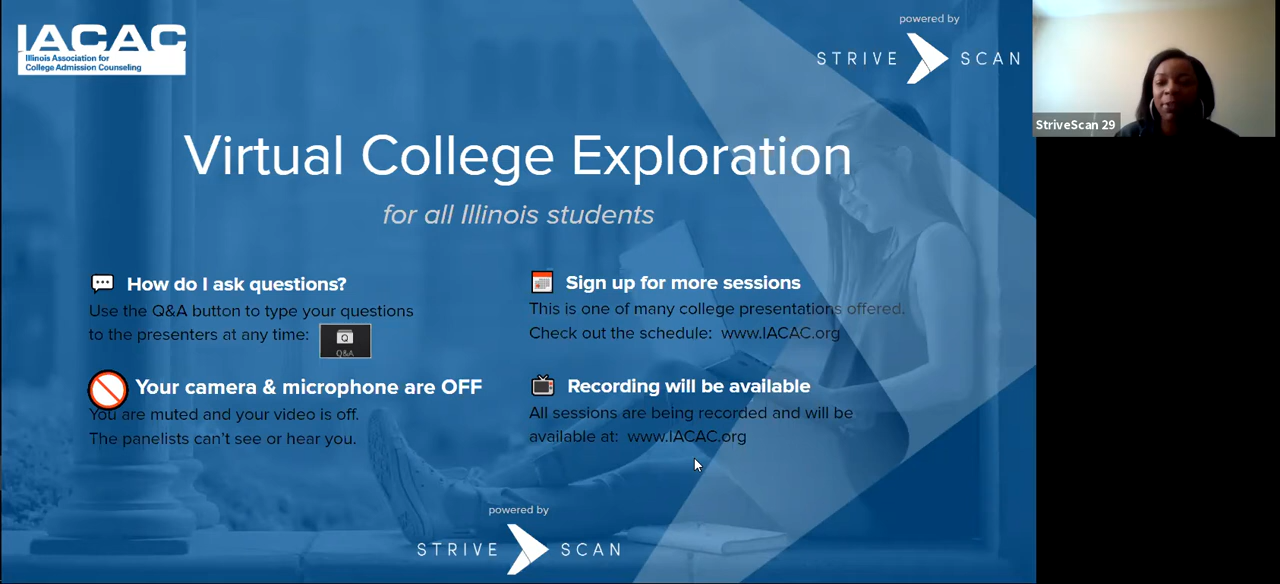 IACAC
Illinois Association for
College Admission Counseling
powered by
STRIVE SCAN
StriveScan 29
Virtual College Exploration
for all Illinois students
How do I ask questions?
Use the Q&A button to type your questions
to the presenters at any time:
Q
Q&A
Sign up for more sessions
This is one of many college presentations offered.
Check out the schedule: www.IACAC.org
Your camera & microphone are OFF
You are muted and your video is off.
The panelists can't see or hear you.
Recording will be available
All sessions are being recorded and will be
available at: www.IACAC.org
powered by
STRIVE SCAN